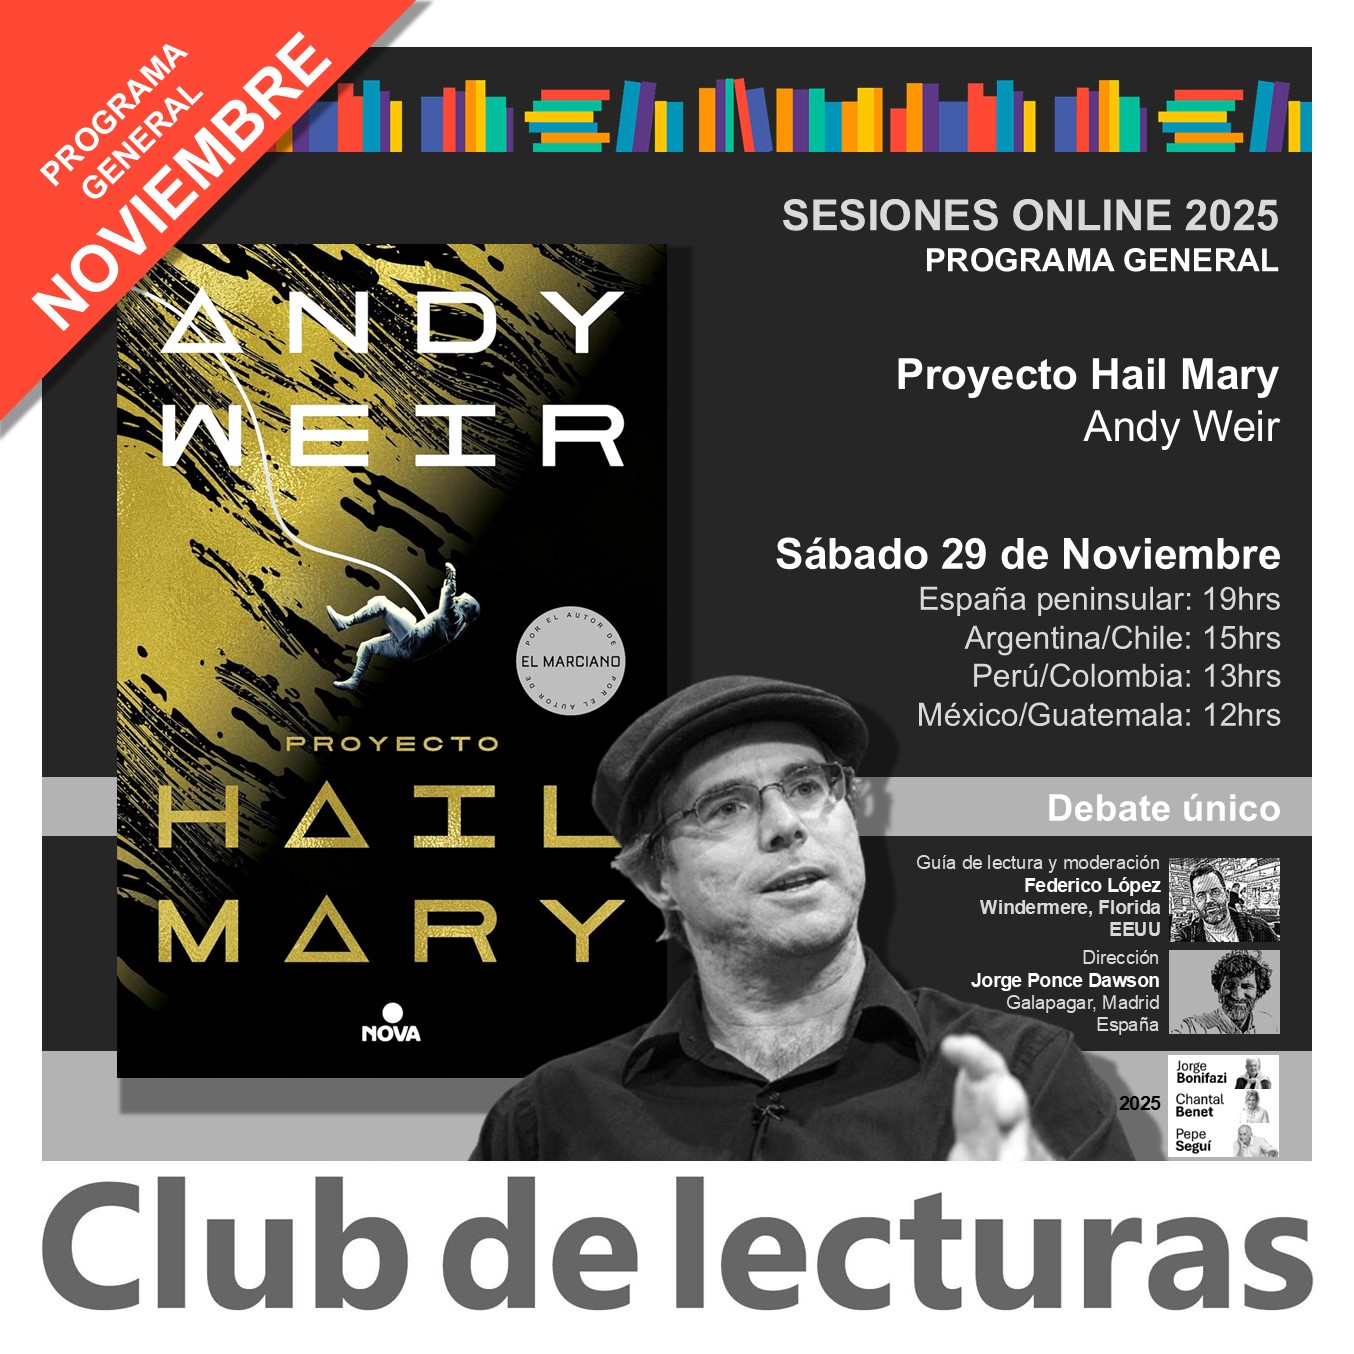 PROGRAMA
GENERAL
NOVIEMBRE
SESIONES ONLINE 2025
PROGRAMA GENERAL
Proyecto Hail Mary
Andy Weir
Sábado 29 de Noviembre
España peninsular: 19hrs
Argentina/Chile: 15hrs
Perú/Colombia: 13hrs
México/Guatemala: 12hrs
ANDY
WEIR
POR EL AUTOR DE
EL MARCIANO
POR EL AUTOR DE
PROYECTO
HAIL
MARY
NOVA
Debate único
Guía de lectura y moderación
Federico López
Windermere, Florida
EEUU
Dirección
Jorge Ponce Dawson
Galapagar, Madrid
España
2025
Jorge
Bonifazi
Chantal
Benet
Pepe
Seguí
Club de lecturas